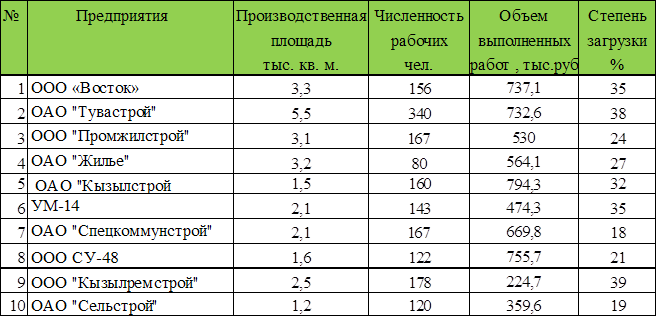 № Предприятия Производственная площадь тыс. кв. м. Численность рабочих чел. Объем выполненных работ , тыс.руб Степень загрузки %
1 ООО «Восток» 3,3 156 737,1 35
2 ОАО "Тувастрой" 5,5 340 732,6 38
3 ООО "Промжилстрой" 3,1 167 530 24
4 ОАО "Жилье" 3,2 80 564,1 27
5 ОАО "Кызылстрой 1,5 160 794,3 32
6 УМ-14 2,1 143 474,3 35
7 ОАО "Спецкоммунстрой" 2,1 167 669,8 18
8 ООО СУ-48 1,6 122 755,7 21
9 ООО "Кызылремстрой" 2,5 178 224,7 39
10 ОАО "Сельстрой" 1,2 120 359,6 19